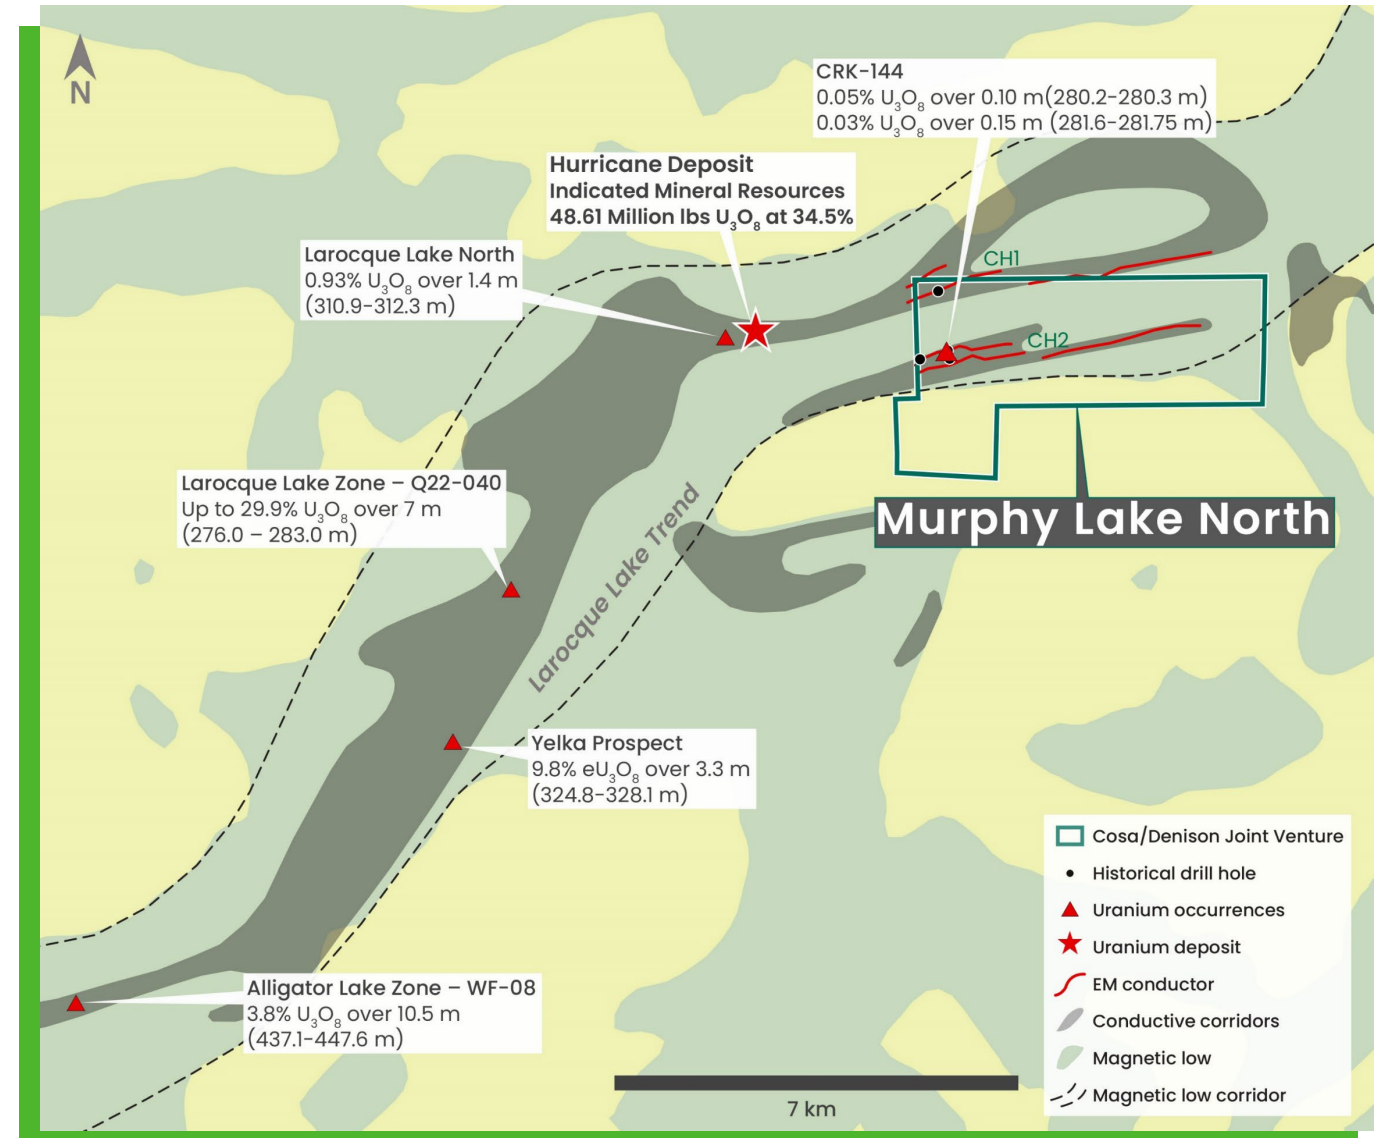 N
CRK-144
0.05% U₃O₈ over 0.10 m(280.2-280.3 m)
0.03% U₃O₈ over 0.15 m (281.6-281.75 m)
Hurricane Deposit
Indicated Mineral Resources
48.61 Million lbs U₃O₈ at 34.5%
Larocque Lake North
0.93% U₃O₈ over 1.4 m
(310.9-312.3 m)
CH1
CH2
Larocque Lake Zone – Q22-040
Up to 29.9% U₃O₈ over 7 m
(276.0 – 283.0 m)
Murphy Lake North
Larocque Lake Trend
Yelka Prospect
9.8% eU₃O₈ over 3.3 m
(324.8-328.1 m)
Alligator Lake Zone – WF-08
3.8% U₃O₈ over 10.5 m
(437.1-447.6 m)
7 km
Cosa/Denison Joint Venture
Historical drill hole
Uranium occurrences
Uranium deposit
EM conductor
Conductive corridors
Magnetic low
Magnetic low corridor